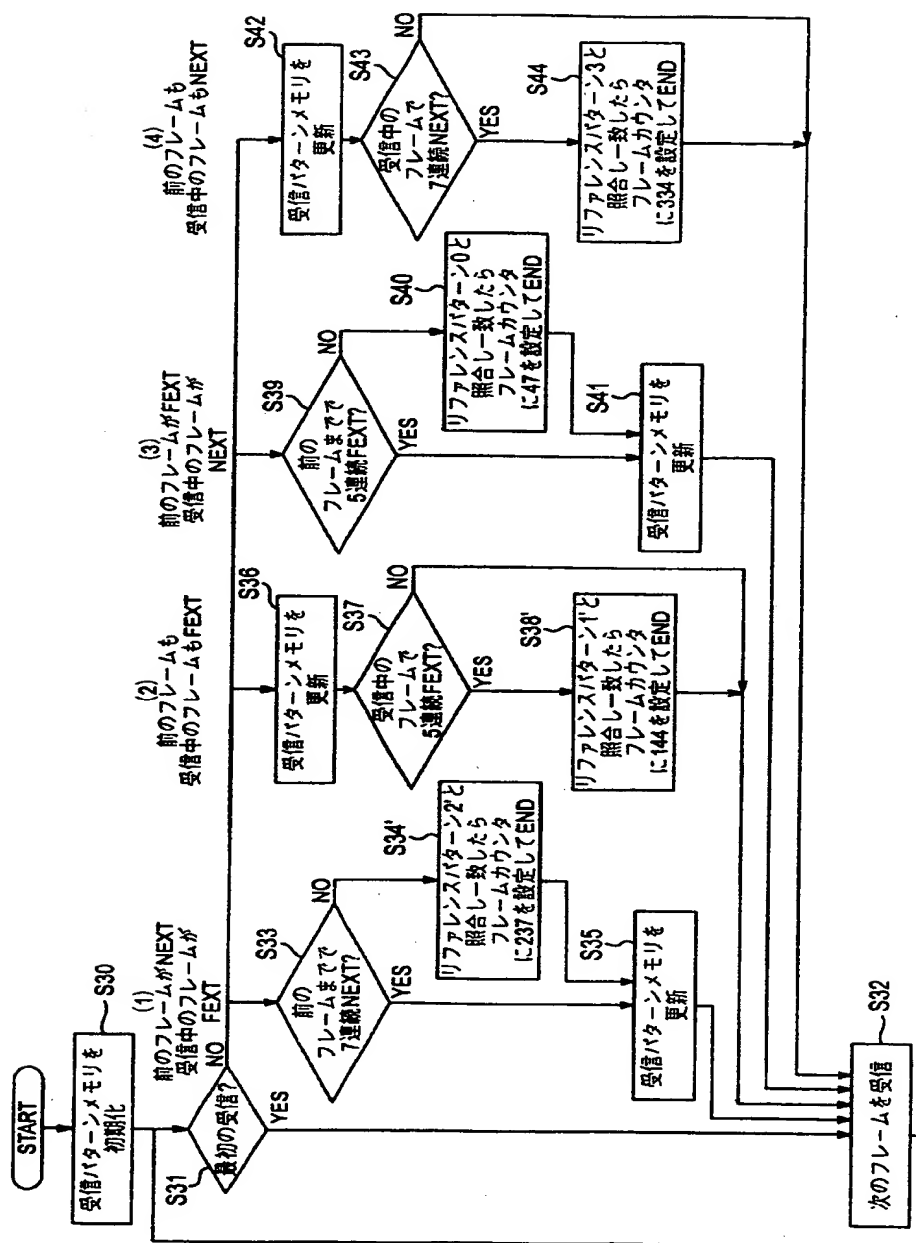 START
S30
受信パターンメモリを
初期化
S31
最初の受信?
NO
YES
(1)
前のフレームがNEXT
受信中のフレームが
FEXT
S33
前の
フレームまでで
7連続NEXT?
NO
YES
S34'
リファレンスパターン2'と
照合し一致したら
フレームカウンタ
に237を設定してEND
S35
受信パターンメモリを
更新
(2)
前のフレームも
受信中のフレームもFEXT
S36
受信パターンメモリを
更新
S37
受信中の
フレームで
5連続FEXT?
NO
YES
S38'
リファレンスパターン1'と
照合し一致したら
フレームカウンタ
に144を設定してEND
(3)
前のフレームがFEXT
受信中のフレームが
NEXT
S39
前の
フレームまでで
5連続FEXT?
NO
YES
S40
リファレンスパターン0と
照合し一致したら
フレームカウンタ
に47を設定してEND
S41
受信パターンメモリを
更新
(4)
前のフレームも
受信中のフレームもNEXT
S42
受信パターンメモリを
更新
S43
受信中の
フレームで
7連続NEXT?
NO
YES
S44
リファレンスパターン3と
照合し一致したら
フレームカウンタ
に334を設定してEND
S32
次のフレームを受信